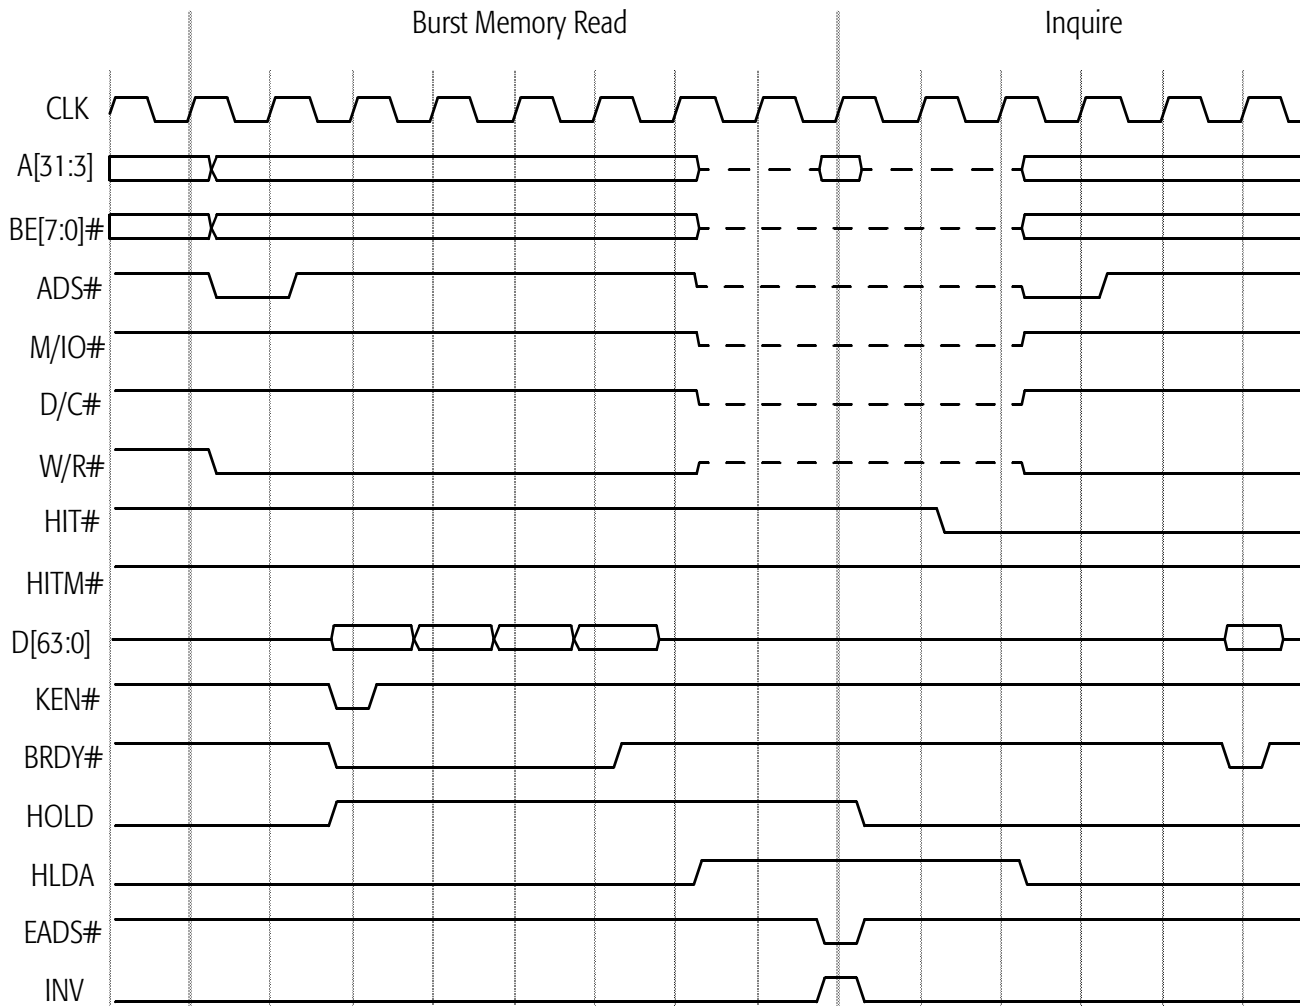 Burst Memory Read
Inquire
CLK
A[31:3]
BE[7:0]#
ADS#
M/IO#
D/C#
W/R#
HIT#
HITM#
D[63:0]
KEN#
BRDY#
HOLD
HLDA
EADS#
INV